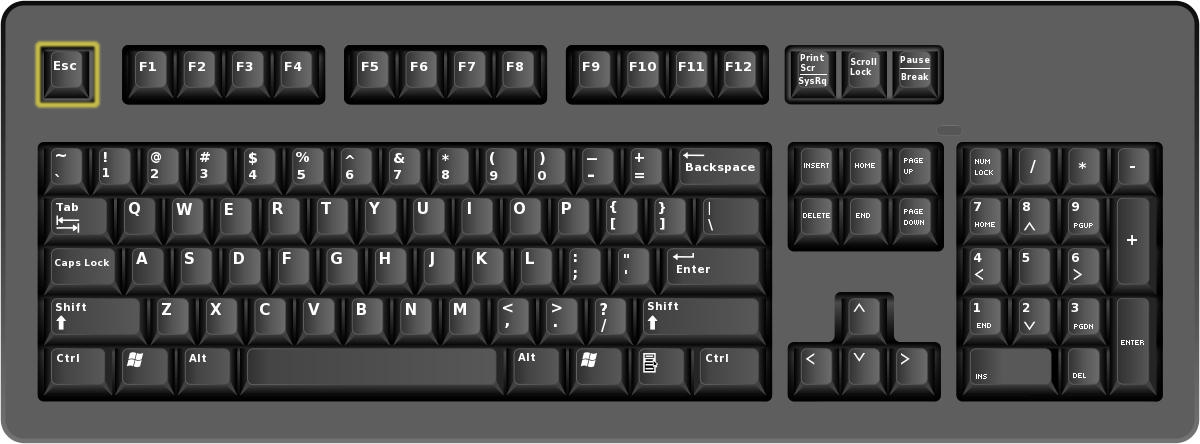 Esc F1 F2 F3 F4 F5 F6 F7 F8 F9 F10 F11 F12 Print Scr SysRq Scroll Lock Pause Break
~ ! @ # $ % ^ & * ( ) — + ← Backspace INSERT HOME PAGE UP NUM LOCK / * -
` 1 2 3 4 5 6 7 8 9 0 - =
Tab Q W E R T Y U I O P { } | DELETE END PAGE DOWN 7 HOME 8 ^ 9 PGUP +
[ ] \
Caps Lock A S D F G H J K L : " Enter 4 < 5 6 >
; '
Shift Z X C V B N M < > ? Shift ^ 1 END 2 3 PGDN ENTER
, . /
Ctrl Alt Alt Ctrl < > INS DEL